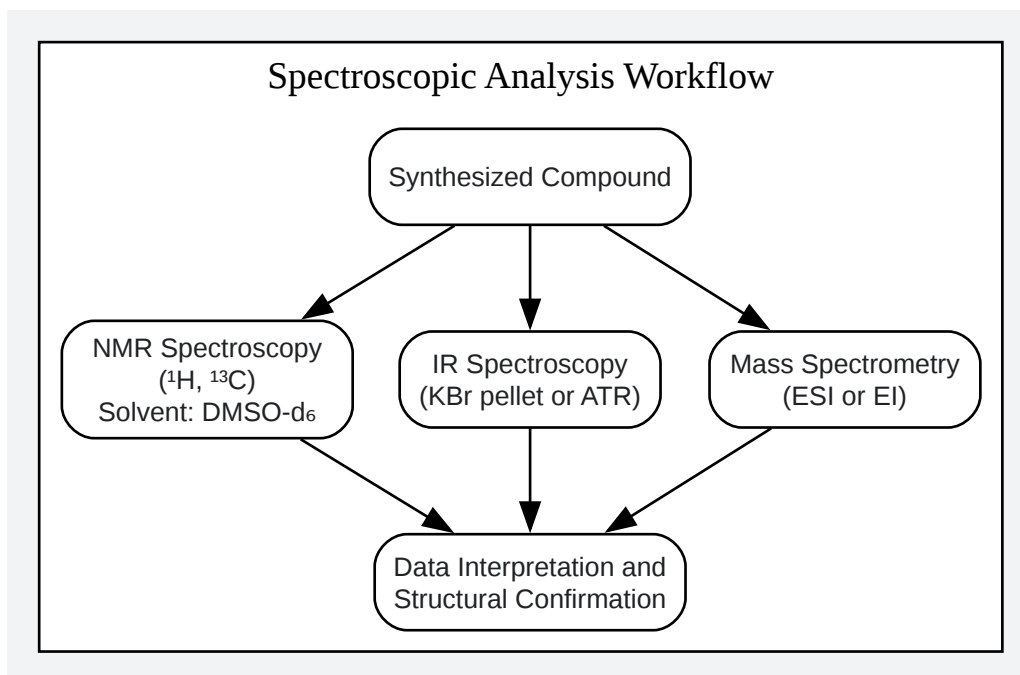 Spectroscopic Analysis Workflow
Synthesized Compound
NMR Spectroscopy
(¹H, ¹³C)
Solvent: DMSO-d₆
IR Spectroscopy
(KBr pellet or ATR)
Mass Spectrometry
(ESI or EI)
Data Interpretation and
Structural Confirmation